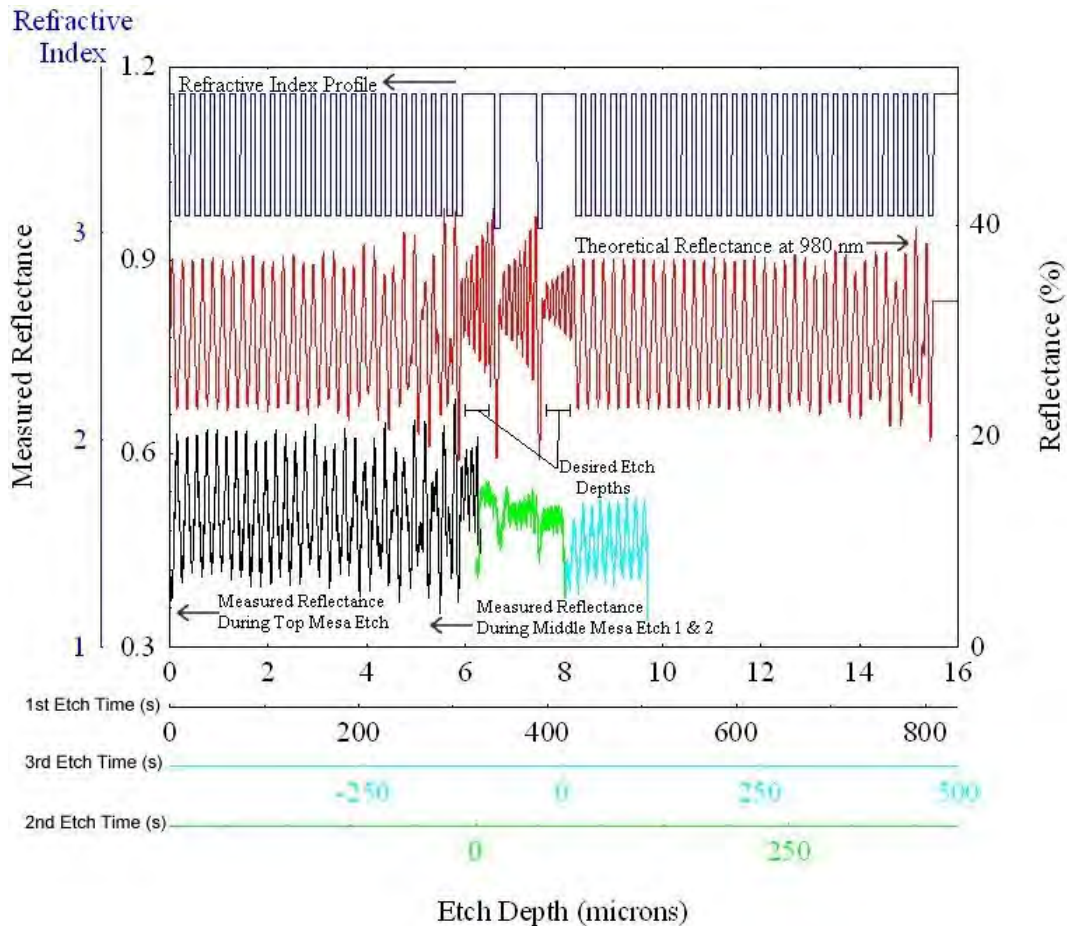 Refractive
Index
1.2
Refractive Index Profile
3
40
Theoretical Reflectance at 980 nm
0.9
Measured Reflectance
Reflectance (%)
2
0.6
20
Desired Etch
Depths
Measured Reflectance
During Top Mesa Etch
Measured Reflectance
During Middle Mesa Etch 1 & 2
1
0.3
0
0 2 4 6 8 10 12 14 16
1st Etch Time (s)
0 200 400 600 800
3rd Etch Time (s)
-250 0 250 500
2nd Etch Time (s)
0 250
Etch Depth (microns)